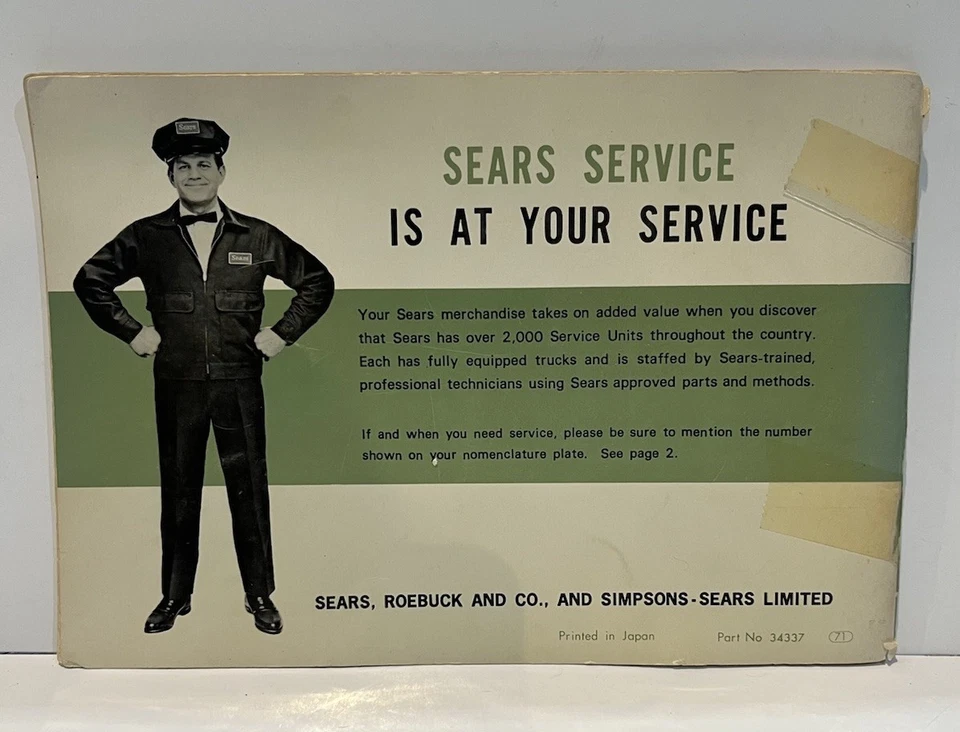 Sears
Sears
SEARS SERVICE
IS AT YOUR SERVICE
Your Sears merchandise takes on added value when you discover
that Sears has over 2,000 Service Units throughout the country.
Each has fully equipped trucks and is staffed by Sears-trained,
professional technicians using Sears approved parts and methods.
If and when you need service, please be sure to mention the number
shown on your nomenclature plate. See page 2.
SEARS, ROEBUCK AND CO., AND SIMPSONS-SEARS LIMITED
Printed in Japan Part No 34337 71